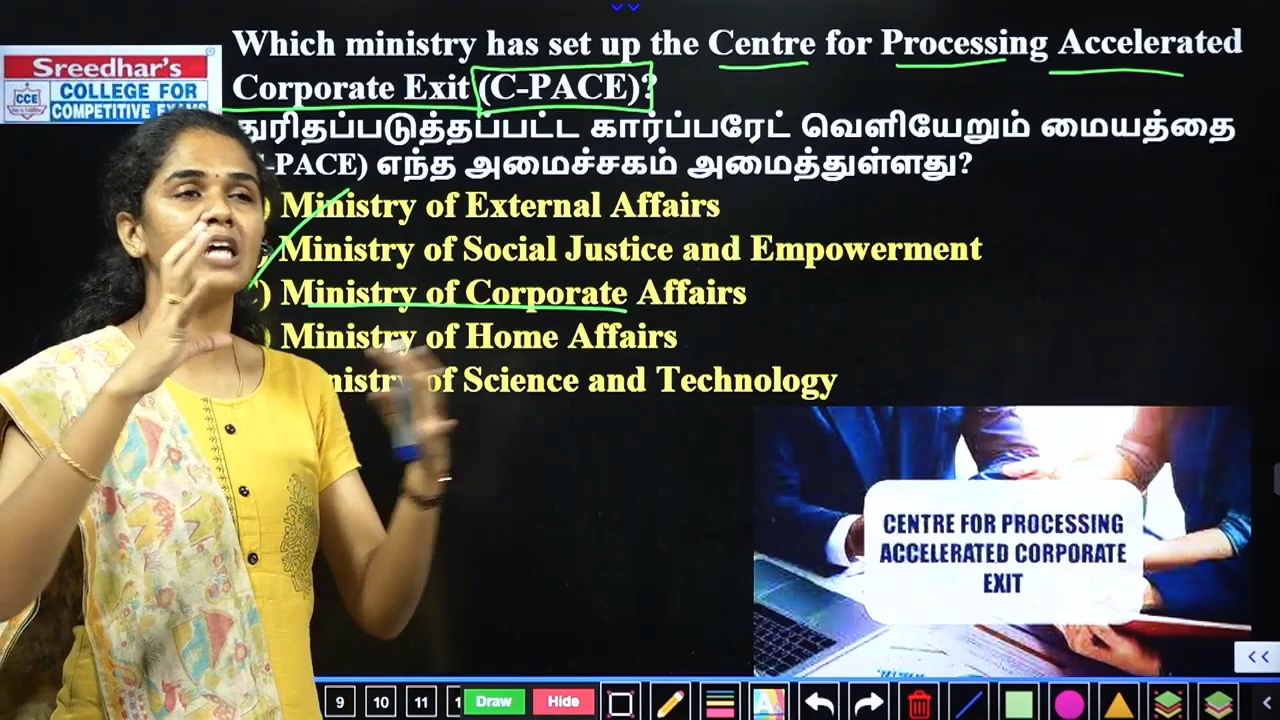 Which ministry has set up the Centre for Processing Accelerated
Sreedhar's
CCE
COLLEGE FOR
COMPETITIVE EXAMS
Corporate Exit (C-PACE)?
துரிதப்படுத்தப்பட்ட கார்ப்பரேட் வெளியேறும் மையத்தை
-PACE) எந்த அமைச்சகம் அமைத்துள்ளது?
Ministry of External Affairs
Ministry of Social Justice and Empowerment
) Ministry of Corporate Affairs
Ministry of Home Affairs
nistry of Science and Technology
CENTRE FOR PROCESSING
ACCELERATED CORPORATE
EXIT
<<
9 10 11 1 Draw Hide A <